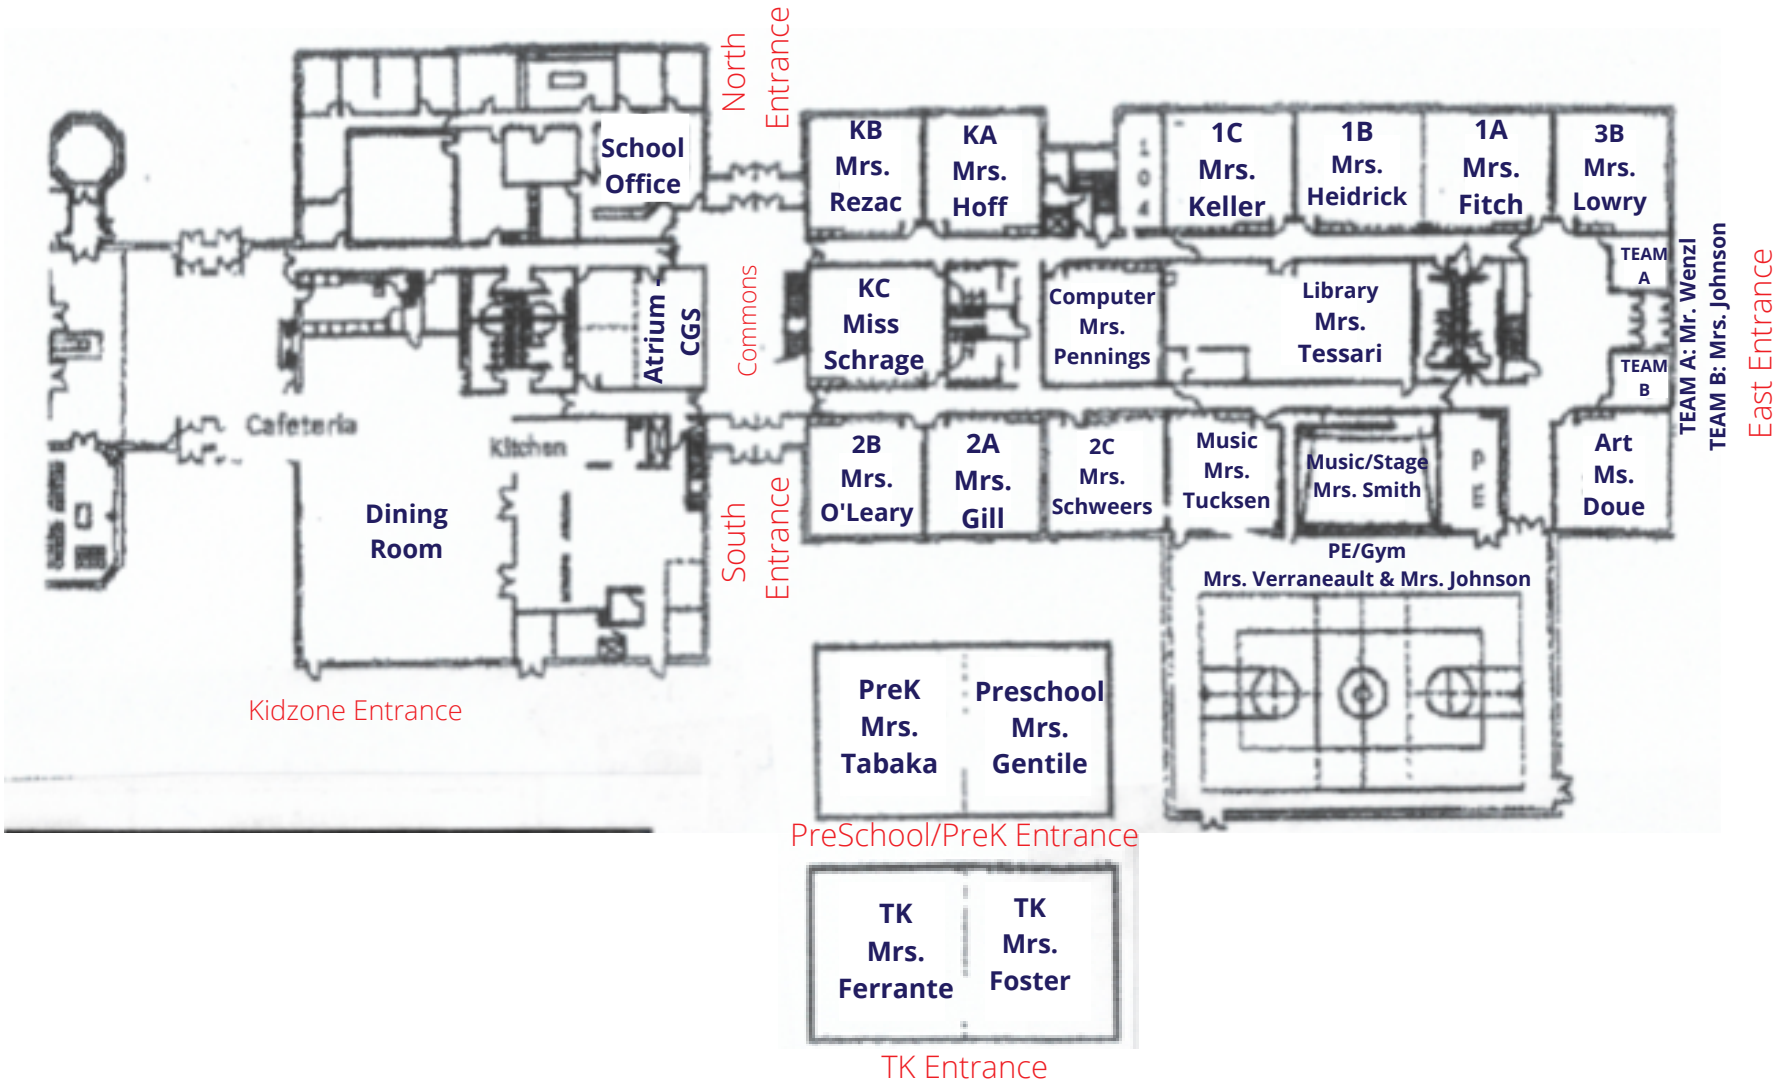 North
Entrance
School
Office
KB
Mrs.
Rezac
KA
Mrs.
Hoff
1
0
4
1C
Mrs.
Keller
1B
Mrs.
Heidrick
1A
Mrs.
Fitch
3B
Mrs.
Lowry
TEAM
A
TEAM
B
TEAM A: Mr. Wenzl
TEAM B: Mrs. Johnson
East Entrance
Atrium -
CGS
Commons
KC
Miss
Schrage
Computer
Mrs.
Pennings
Library
Mrs.
Tessari
Cafeteria
Kitchen
Dining
Room
South
Entrance
2B
Mrs.
O'Leary
2A
Mrs.
Gill
2C
Mrs.
Schweers
Music
Mrs.
Tucksen
Music/Stage
Mrs. Smith
P
E
Art
Ms.
Doue
PE/Gym
Mrs. Verraneault & Mrs. Johnson
Kidzone Entrance
PreK
Mrs.
Tabaka
Preschool
Mrs.
Gentile
PreSchool/PreK Entrance
TK
Mrs.
Ferrante
TK
Mrs.
Foster
TK Entrance